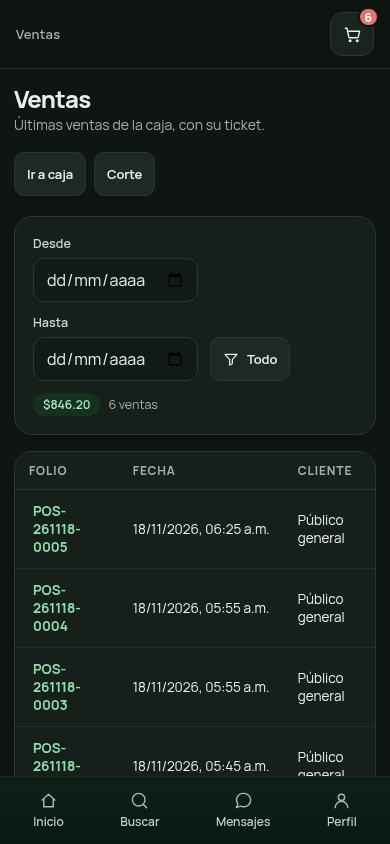 Ventas
6
Ventas
Últimas ventas de la caja, con su ticket.
Ir a caja
Corte
Desde
dd/mm/aaaa
Hasta
dd/mm/aaaa
Todo
$846.20
6 ventas
FOLIO
FECHA
CLIENTE
POS-
261118-
0005
18/11/2026, 06:25 a.m.
Público
general
POS-
261118-
0004
18/11/2026, 05:55 a.m.
Público
general
POS-
261118-
0003
18/11/2026, 05:55 a.m.
Público
general
POS-
261118-
18/11/2026, 05:45 a.m.
Público
general
Inicio
Buscar
Mensajes
Perfil